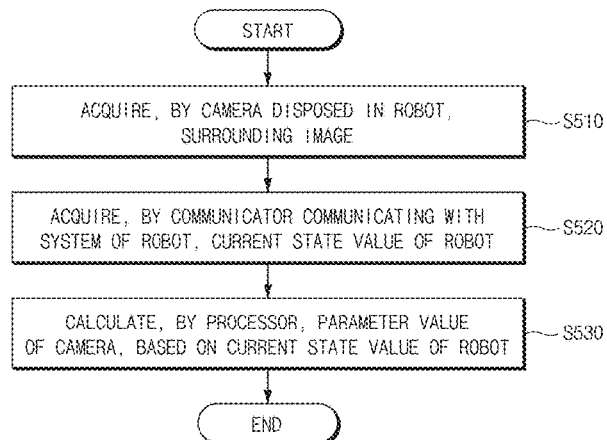 START
ACQUIRE, BY CAMERA DISPOSED IN ROBOT,
SURROUNDING IMAGE
S510
ACQUIRE, BY COMMUNICATOR COMMUNICATING WITH
SYSTEM OF ROBOT, CURRENT STATE VALUE OF ROBOT
S520
CALCULATE, BY PROCESSOR, PARAMETER VALUE
OF CAMERA, BASED ON CURRENT STATE VALUE OF ROBOT
S530
END